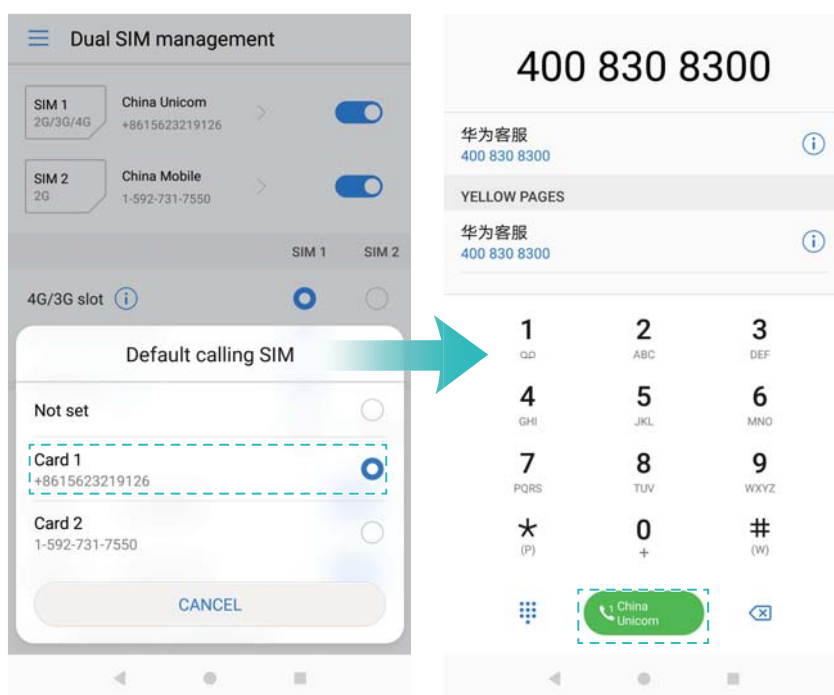 Dual SIM management
SIM 1
2G/3G/4G
China Unicom
+8615623219126
SIM 2
2G
China Mobile
1-592-731-7550
SIM 1 SIM 2
4G/3G slot
Default calling SIM
Not set
Card 1
+8615623219126
Card 2
1-592-731-7550
CANCEL
400 830 8300
华为客服
400 830 8300
YELLOW PAGES
华为客服
400 830 8300
1 2 3
ABC DEF
4 5 6
GHI JKL MNO
7 8 9
PQRS TUV WXYZ
* 0 #
(P) + (W)
1 China
Unicom